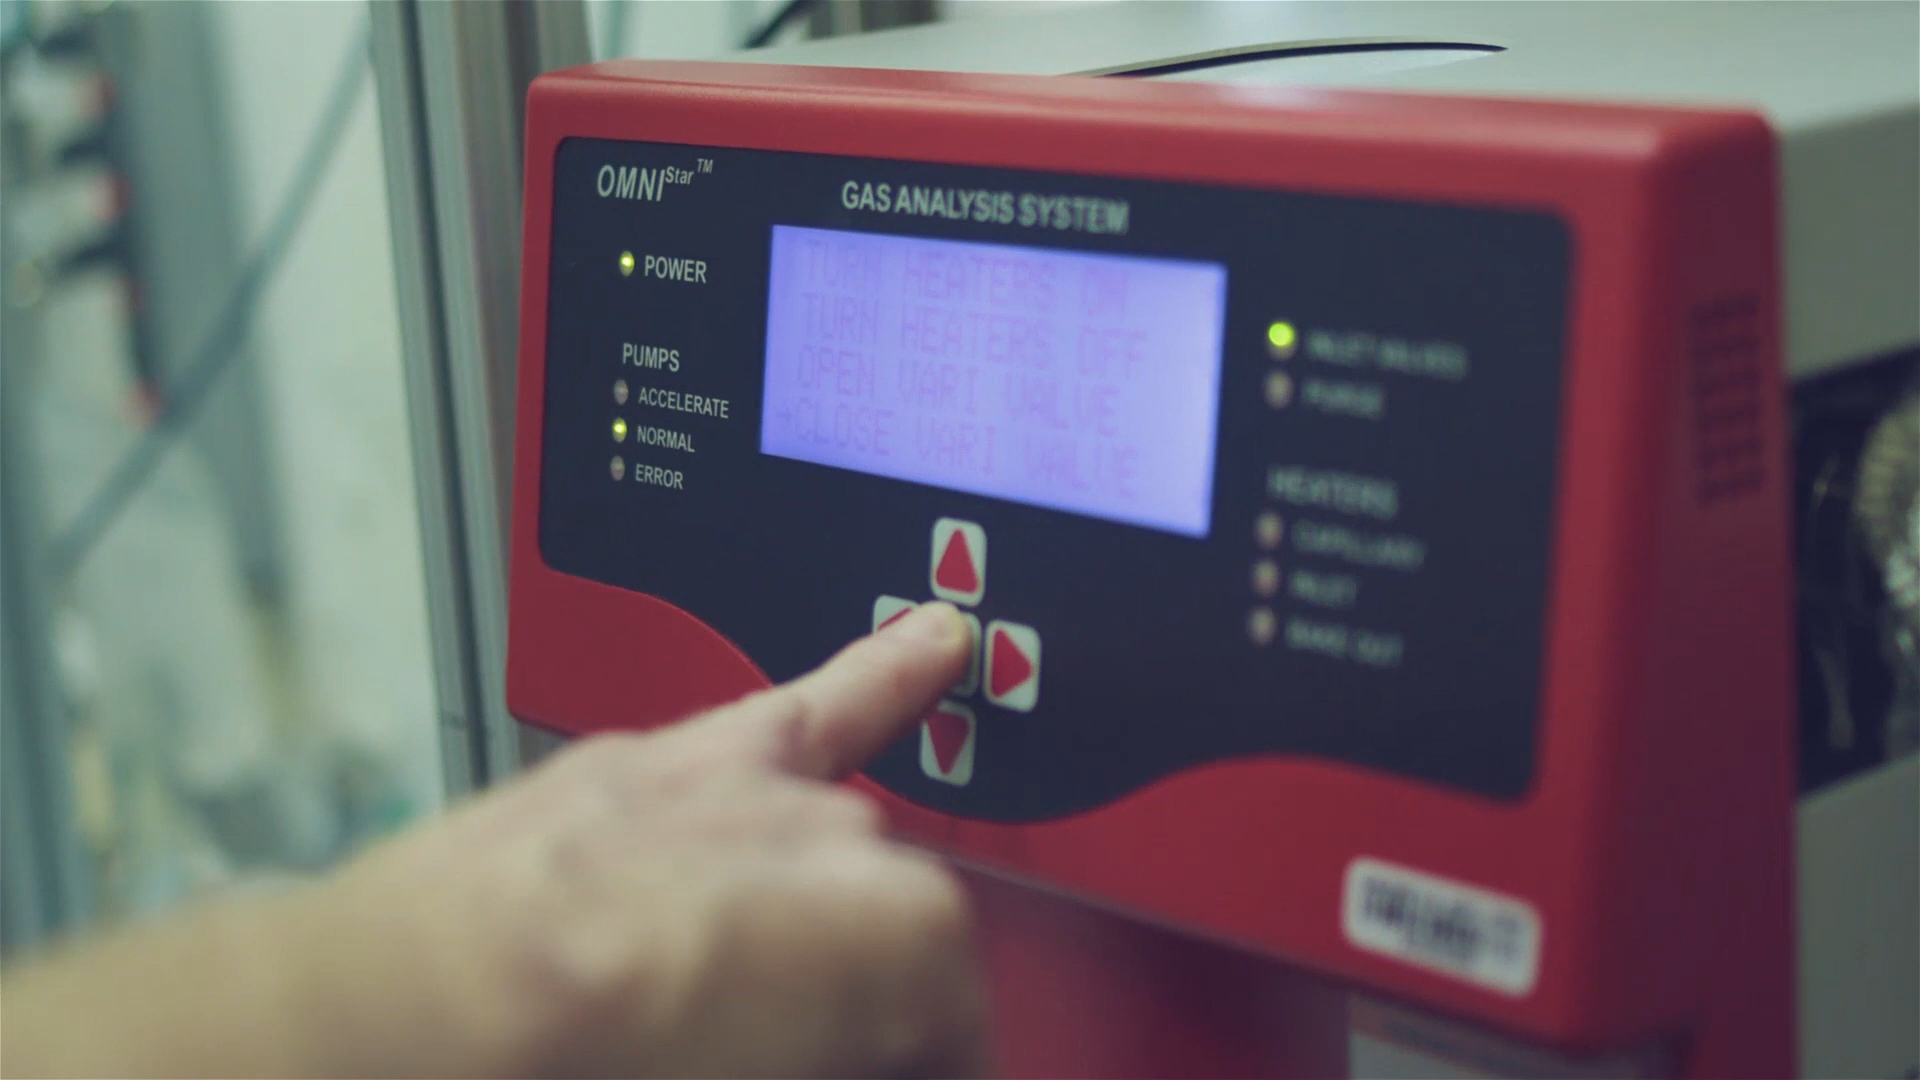 OMNIStar™
GAS ANALYSIS SYSTEM
POWER
PUMPS
ACCELERATE
NORMAL
ERROR
TURN HEATERS ON
TURN HEATERS OFF
OPEN VARI VALVE
→CLOSE VARI VALVE
INLET VALVES
PURGE
HEATERS
CAPILLARY
INLET
BAKE OUT